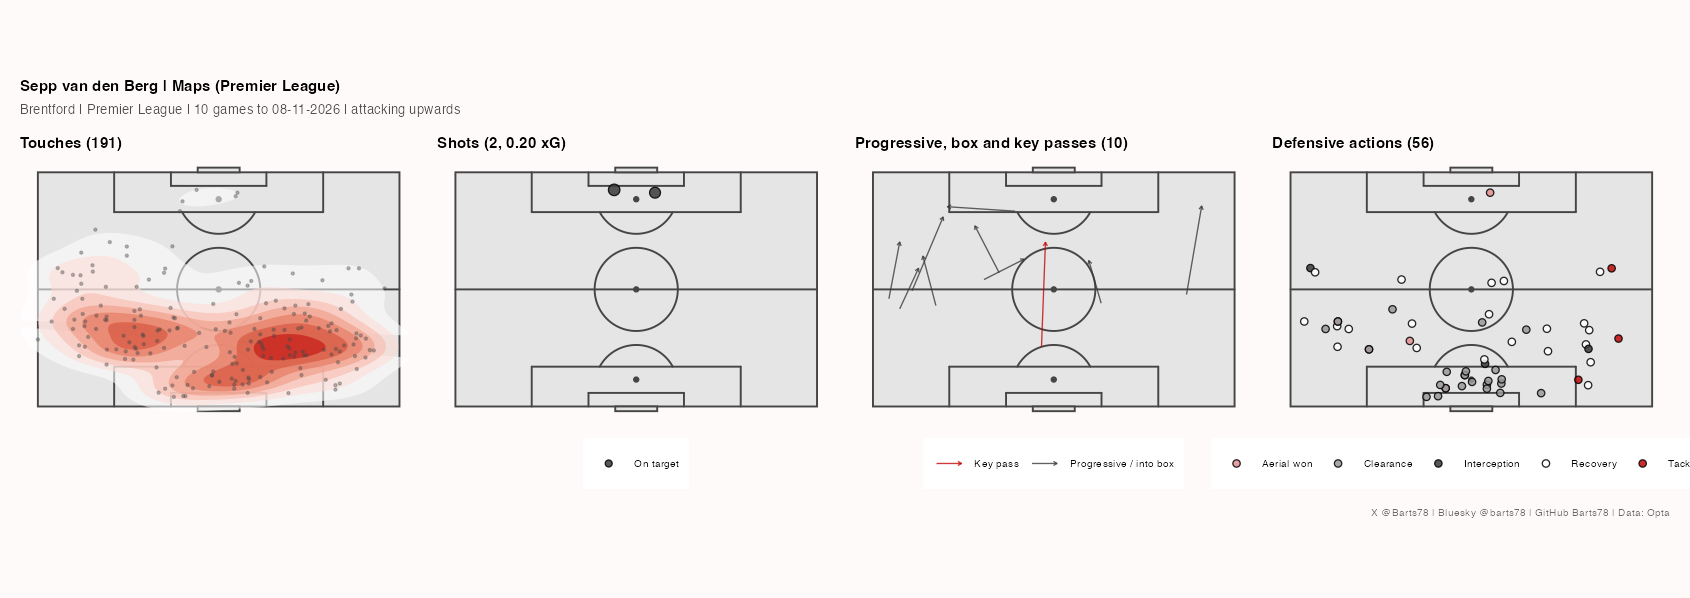 Sepp van den Berg | Maps (Premier League)
Brentford | Premier League | 10 games to 08-11-2026 | attacking upwards
Touches (191)
Shots (2, 0.20 xG)
Progressive, box and key passes (10)
Defensive actions (56)
On target
Key pass
Progressive / into box
Aerial won
Clearance
Interception
Recovery
Tack
X @Barts78 | Bluesky @barts78 | GitHub Barts78 | Data: Opta